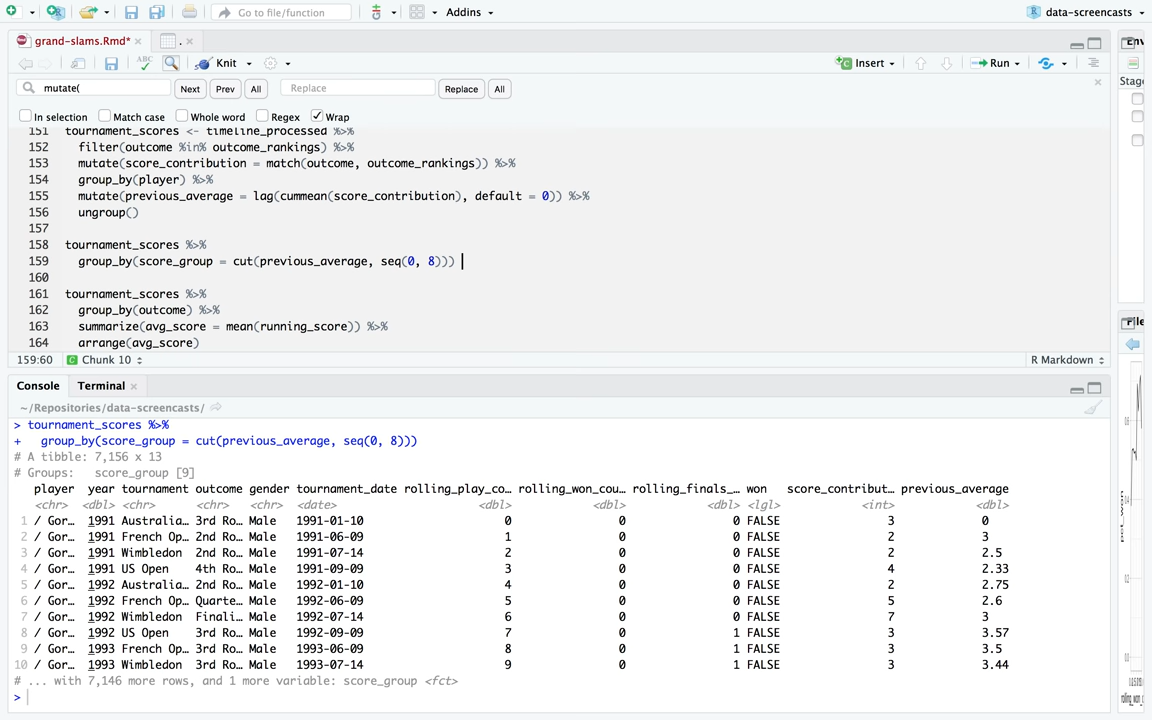 Go to file/function
Addins
data-screencasts
grand-slams.Rmd*
.
Env
ABC
Knit
Insert
Run
Stage
mutate(
Next
Prev
All
Replace
Replace
All
In selection
Match case
Whole word
Regex
Wrap
151 tournament_scores <- timeline_processed %>%
152 filter(outcome %in% outcome_rankings) %>%
153 mutate(score_contribution = match(outcome, outcome_rankings)) %>%
154 group_by(player) %>%
155 mutate(previous_average = lag(cummean(score_contribution), default = 0)) %>%
156 ungroup()
157
158 tournament_scores %>%
159 group_by(score_group = cut(previous_average, seq(0, 8)))
160
161 tournament_scores %>%
162 group_by(outcome) %>%
163 summarize(avg_score = mean(running_score)) %>%
164 arrange(avg_score)
File
159:60 Chunk 10 R Markdown
Console Terminal
~/Repositories/data-screencasts/
> tournament_scores %>%
+ group_by(score_group = cut(previous_average, seq(0, 8)))
# A tibble: 7,156 x 13
# Groups: score_group [9]
player year tournament outcome gender tournament_date rolling_play_co… rolling_won_cou… rolling_finals_… won score_contribut… previous_average
<chr> <dbl> <chr> <chr> <chr> <date> <dbl> <dbl> <dbl> <lgl> <int> <dbl>
1 / Gor… 1991 Australia… 3rd Ro… Male 1991-01-10 0 0 0 FALSE 3 0
2 / Gor… 1991 French Op… 2nd Ro… Male 1991-06-09 1 0 0 FALSE 2 3
3 / Gor… 1991 Wimbledon 2nd Ro… Male 1991-07-14 2 0 0 FALSE 2 2.5
4 / Gor… 1991 US Open 4th Ro… Male 1991-09-09 3 0 0 FALSE 4 2.33
5 / Gor… 1992 Australia… 2nd Ro… Male 1992-01-10 4 0 0 FALSE 2 2.75
6 / Gor… 1992 French Op… Quarte… Male 1992-06-09 5 0 0 FALSE 5 2.6
7 / Gor… 1992 Wimbledon Finali… Male 1992-07-14 6 0 0 FALSE 7 3
8 / Gor… 1992 US Open 3rd Ro… Male 1992-09-09 7 0 1 FALSE 3 3.57
9 / Gor… 1993 French Op… 3rd Ro… Male 1993-06-09 8 0 1 FALSE 3 3.5
10 / Gor… 1993 Wimbledon 3rd Ro… Male 1993-07-14 9 0 1 FALSE 3 3.44
# ... with 7,146 more rows, and 1 more variable: score_group <fct>
>